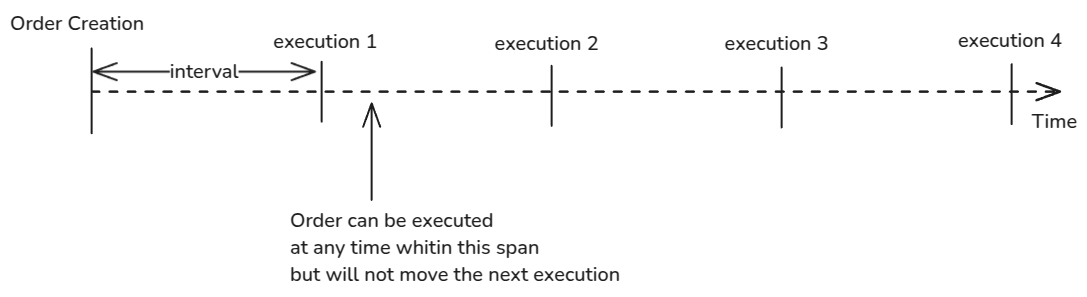 Order Creation
execution 1
execution 2
execution 3
execution 4
interval
Time
Order can be executed
at any time whitin this span
but will not move the next execution